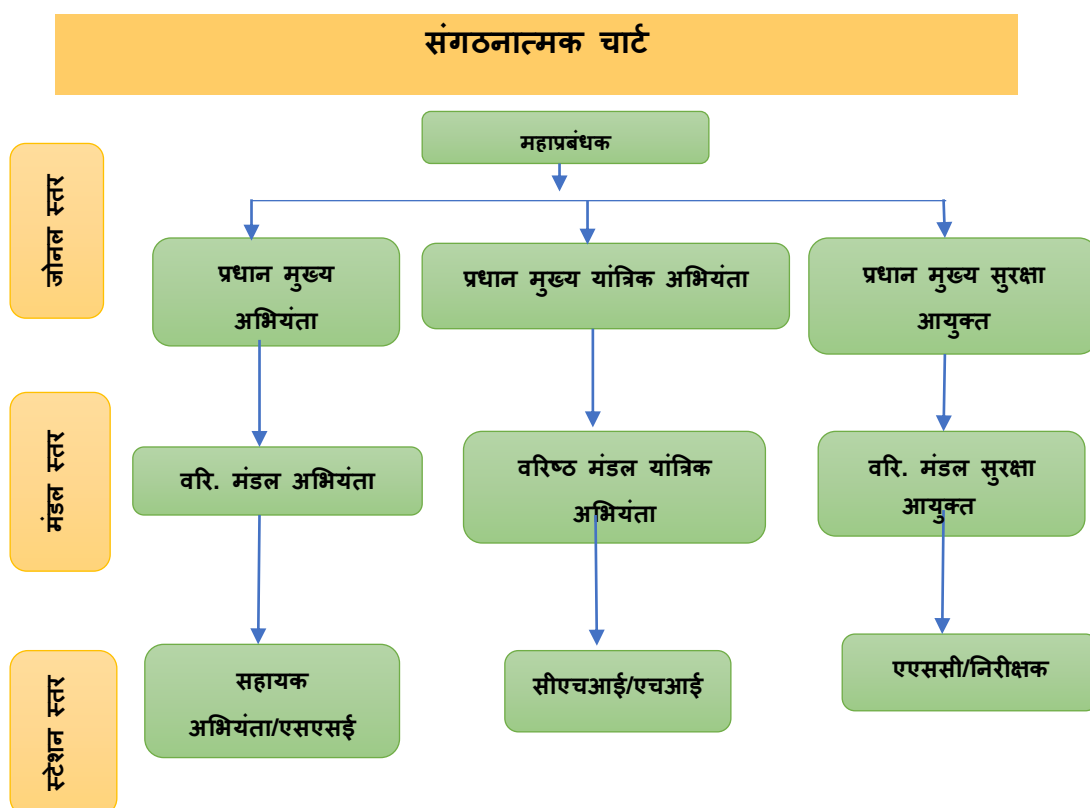 संगठनात्मक चार्ट
महाप्रबंधक
जोनल स्तर
प्रधान मुख्य
अभियंता
प्रधान मुख्य यांत्रिक अभियंता
प्रधान मुख्य सुरक्षा
आयुक्त
मंडल स्तर
वरि. मंडल अभियंता
वरिष्ठ मंडल यांत्रिक
अभियंता
वरि. मंडल सुरक्षा
आयुक्त
स्टेशन स्तर
सहायक
अभियंता/एसएसई
सीएचआई/एचआई
एएससी/निरीक्षक